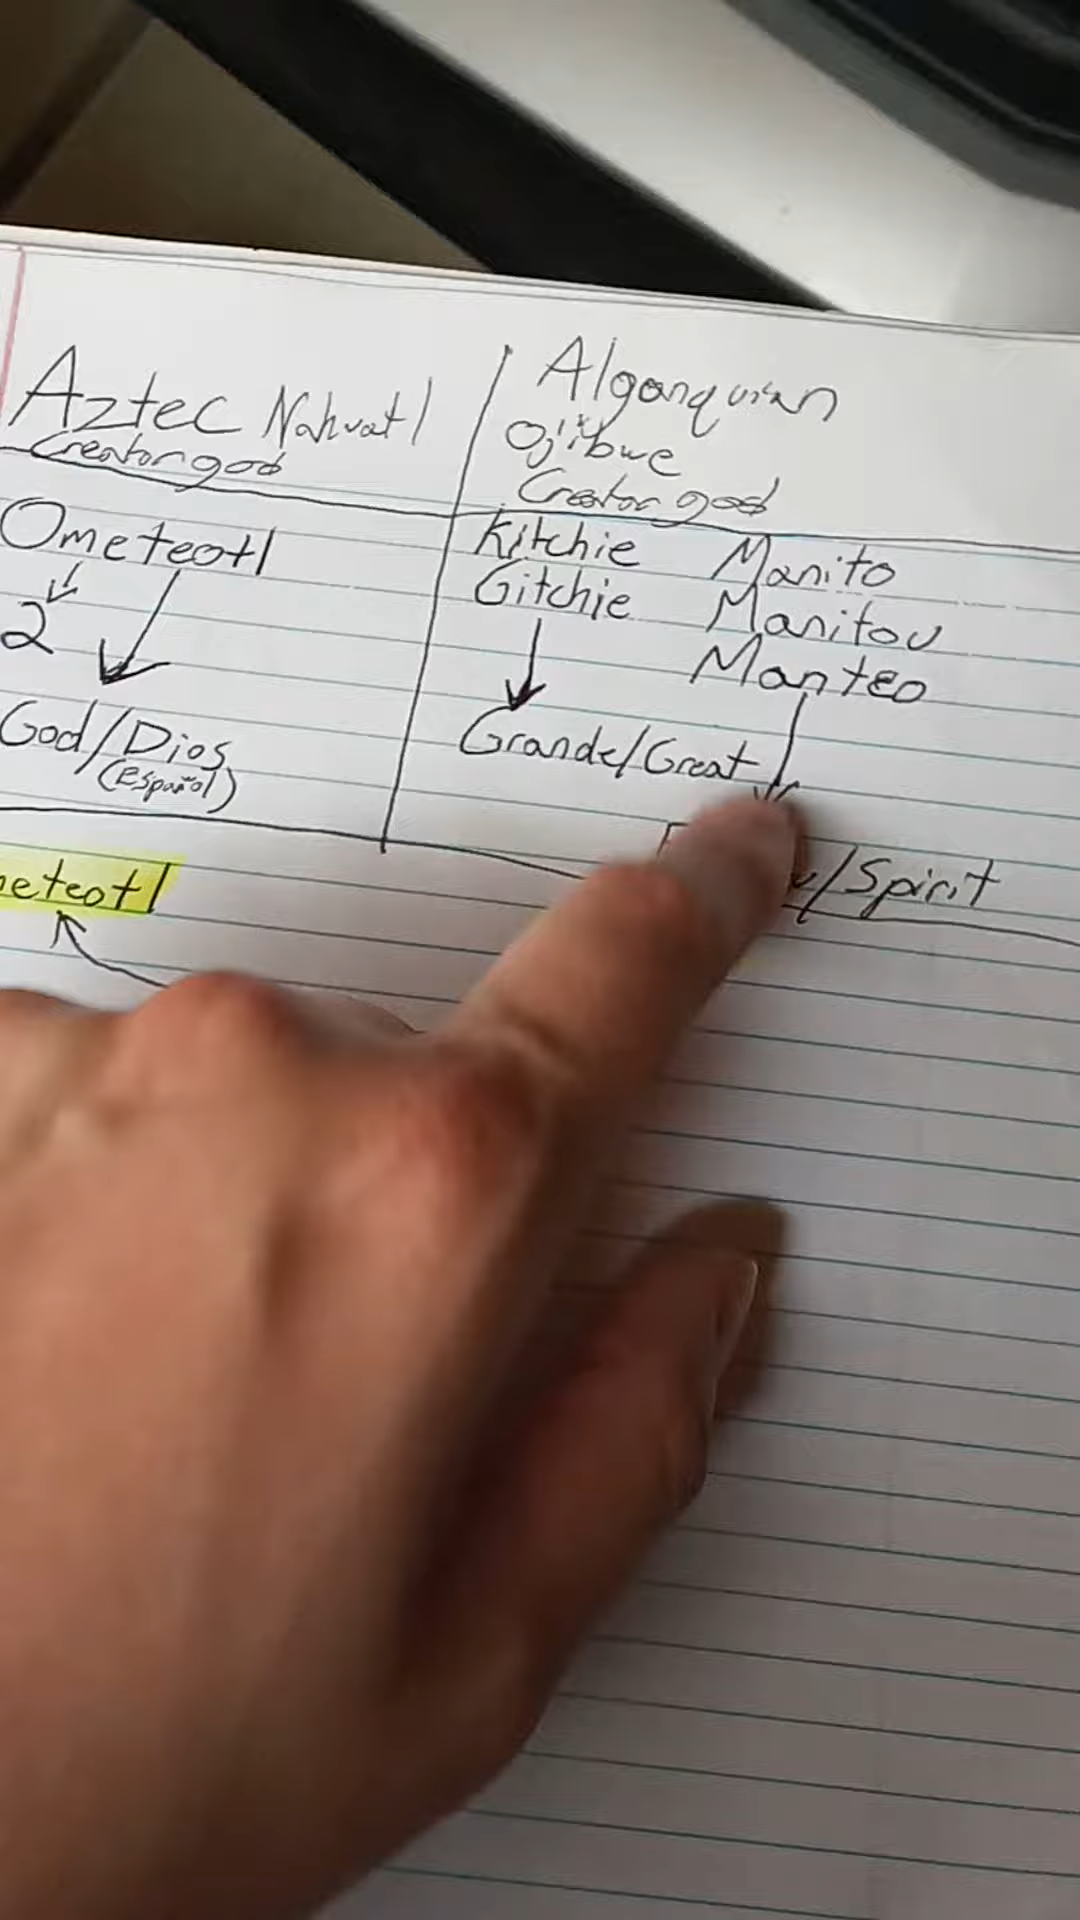 Aztec Nahuatl
Creator god
Ometeotl
2
God/Dios
(Español)
Algonquian
Ojibwe
Creator god
Kitchie Manito
Gitchie Manitou
Manteo
Grande/Great
/Spirit
eteotl